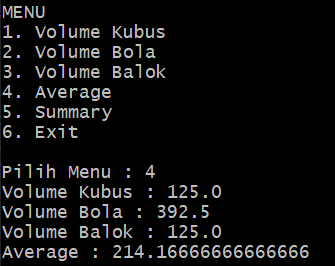 MENU
1. Volume Kubus
2. Volume Bola
3. Volume Balok
4. Average
5. Summary
6. Exit
Pilih Menu : 4
Volume Kubus : 125.0
Volume Bola : 392.5
Volume Balok : 125.0
Average : 214.16666666666666